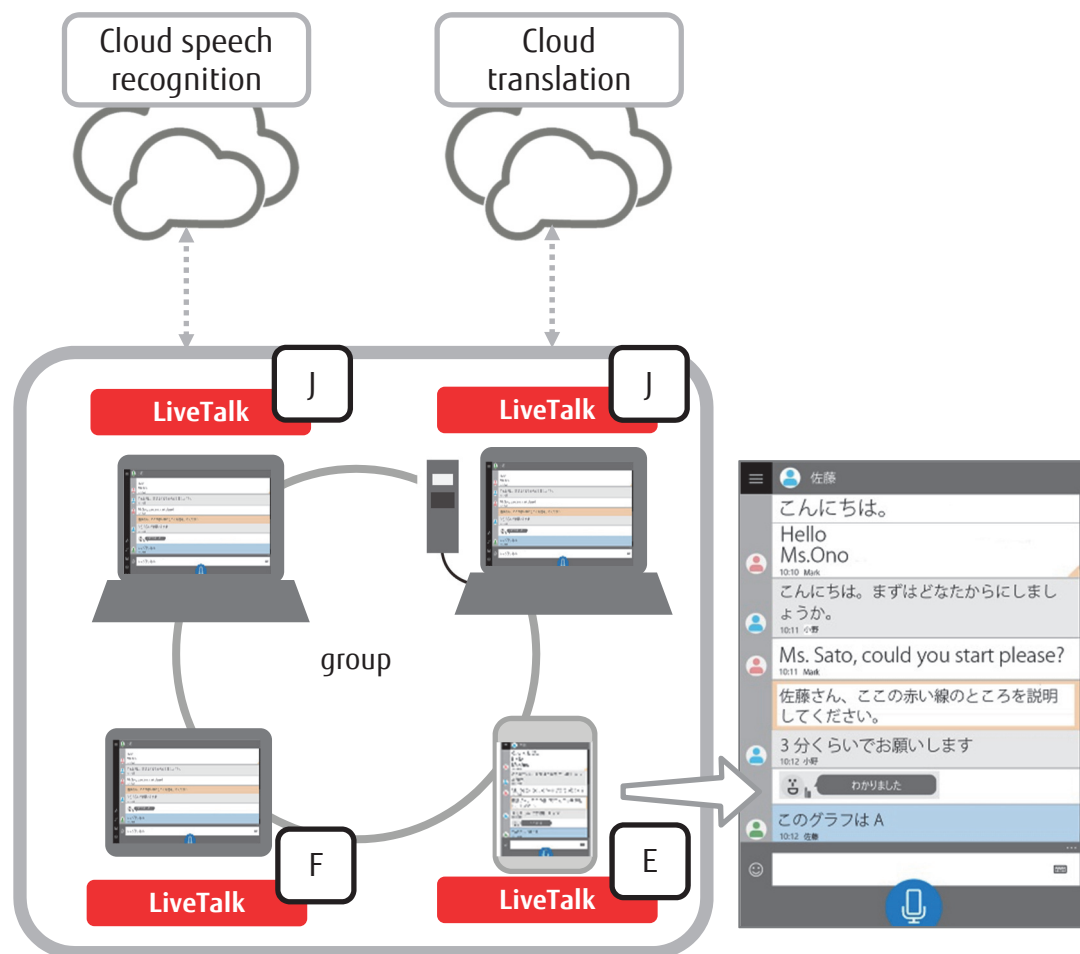 Cloud speech
recognition
Cloud
translation
J
J
LiveTalk
LiveTalk
group
F
E
LiveTalk
LiveTalk
佐藤
こんにちは。
Hello
Ms.Ono
10:10 Mark
こんにちは。まずはどなたからにしまし
ょうか。
10:11 小野
Ms. Sato, could you start please?
10:11 Mark
佐藤さん、ここの赤い線のところを説明
してください。
3 分くらいでお願いします
10:12 小野
わかりました
このグラフは A
10:12 佐藤